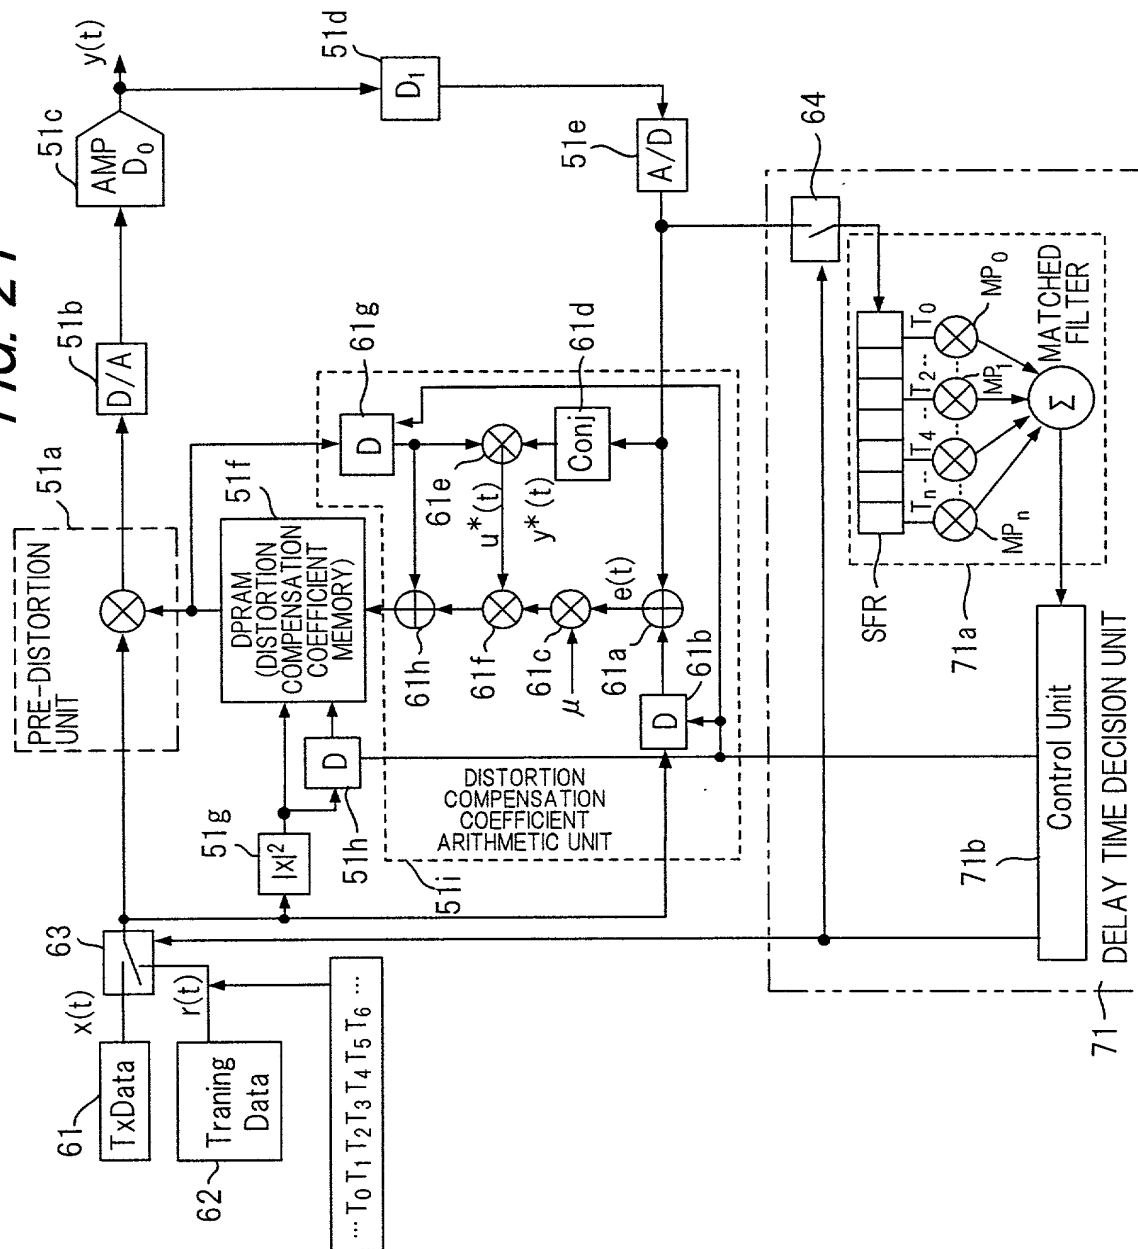 FIG. 21
61
TxData
x(t)
63
62
Traning
Data
r(t)
··· T0 T1 T2 T3 T4 T5 T6 ···
PRE-DISTORTION
UNIT
51a
51b
D/A
51c
AMP
D0
y(t)
51d
D1
51e
A/D
51g
|X|²
51h
D
51f
DPRAM
(DISTORTION
COMPENSATION
COEFFICIENT
MEMORY)
61g
D
61e
u*(t)
61d
Conj
y*(t)
61h
61f
61c
μ
e(t)
61a
61b
D
DISTORTION
COMPENSATION
COEFFICIENT
ARITHMETIC UNIT
51i
64
SFR
Tn ··· T4 ··· T2 ··· T0
MPn
MP1
MP0
MATCHED
FILTER
Σ
71a
71b
Control Unit
71
DELAY TIME DECISION UNIT